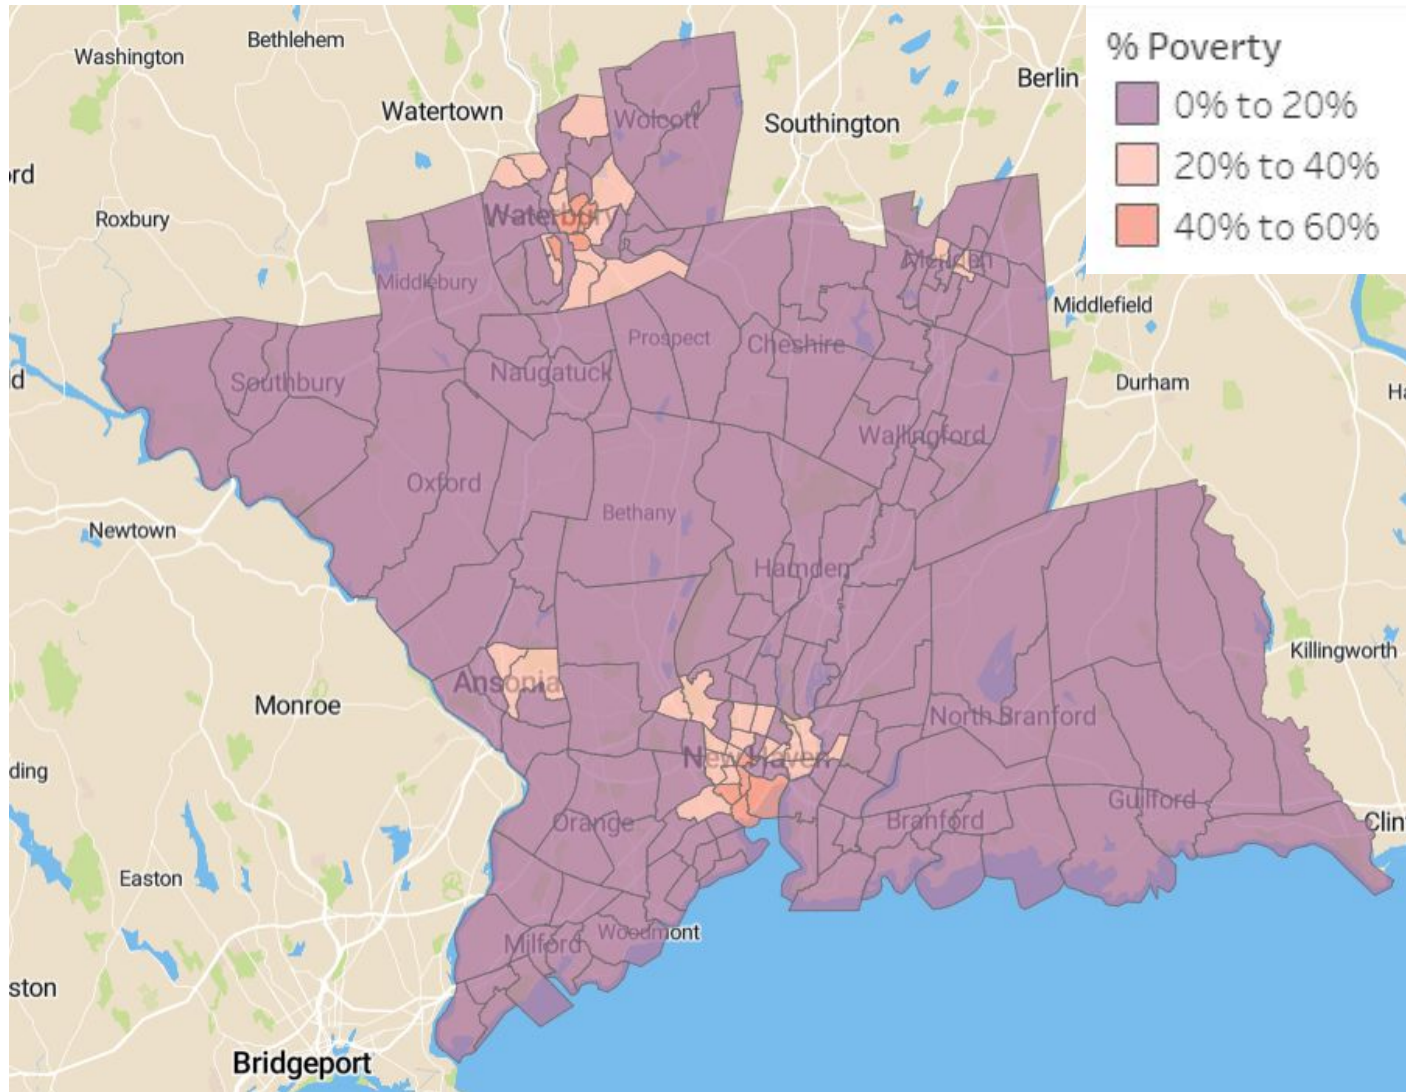 Washington
Bethlehem
Watertown
Wolcott
Southington
Berlin
% Poverty
0% to 20%
20% to 40%
40% to 60%
rd
Roxbury
Waterbury
Meriden
Middlebury
Middlefield
Prospect
Cheshire
d
Southbury
Naugatuck
Durham
Ha
Wallingford
Oxford
Newtown
Bethany
Hamden
Killingworth
Ansonia
Monroe
North Branford
New Haven
ding
Guilford
Orange
Branford
Clin
Easton
Woodmont
Milford
ston
Bridgeport